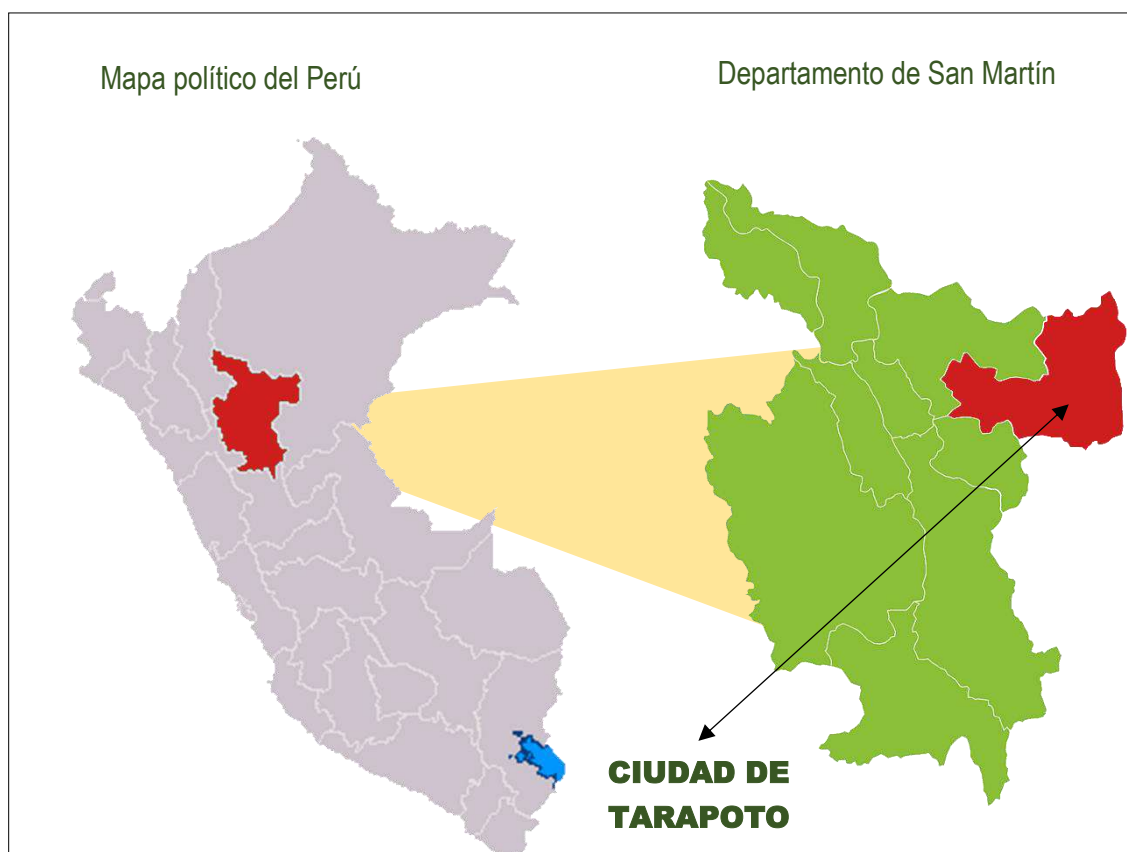 Mapa político del Perú
Departamento de San Martín
CIUDAD DE
TARAPOTO